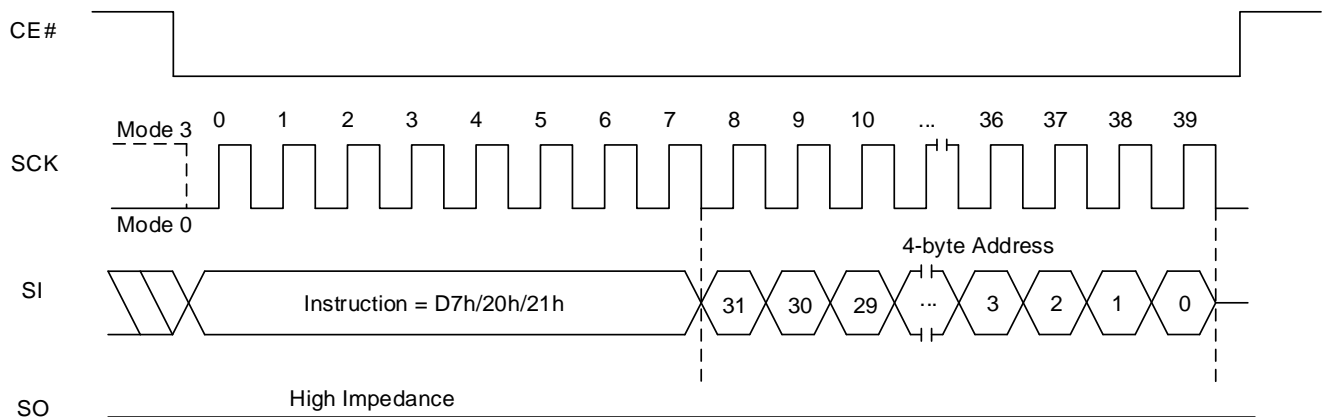 CE#
0 1 2 3 4 5 6 7 8 9 10 ... 36 37 38 39
Mode 3
SCK
Mode 0
4-byte Address
SI
Instruction = D7h/20h/21h 31 30 29 ... 3 2 1 0
High Impedance
SO